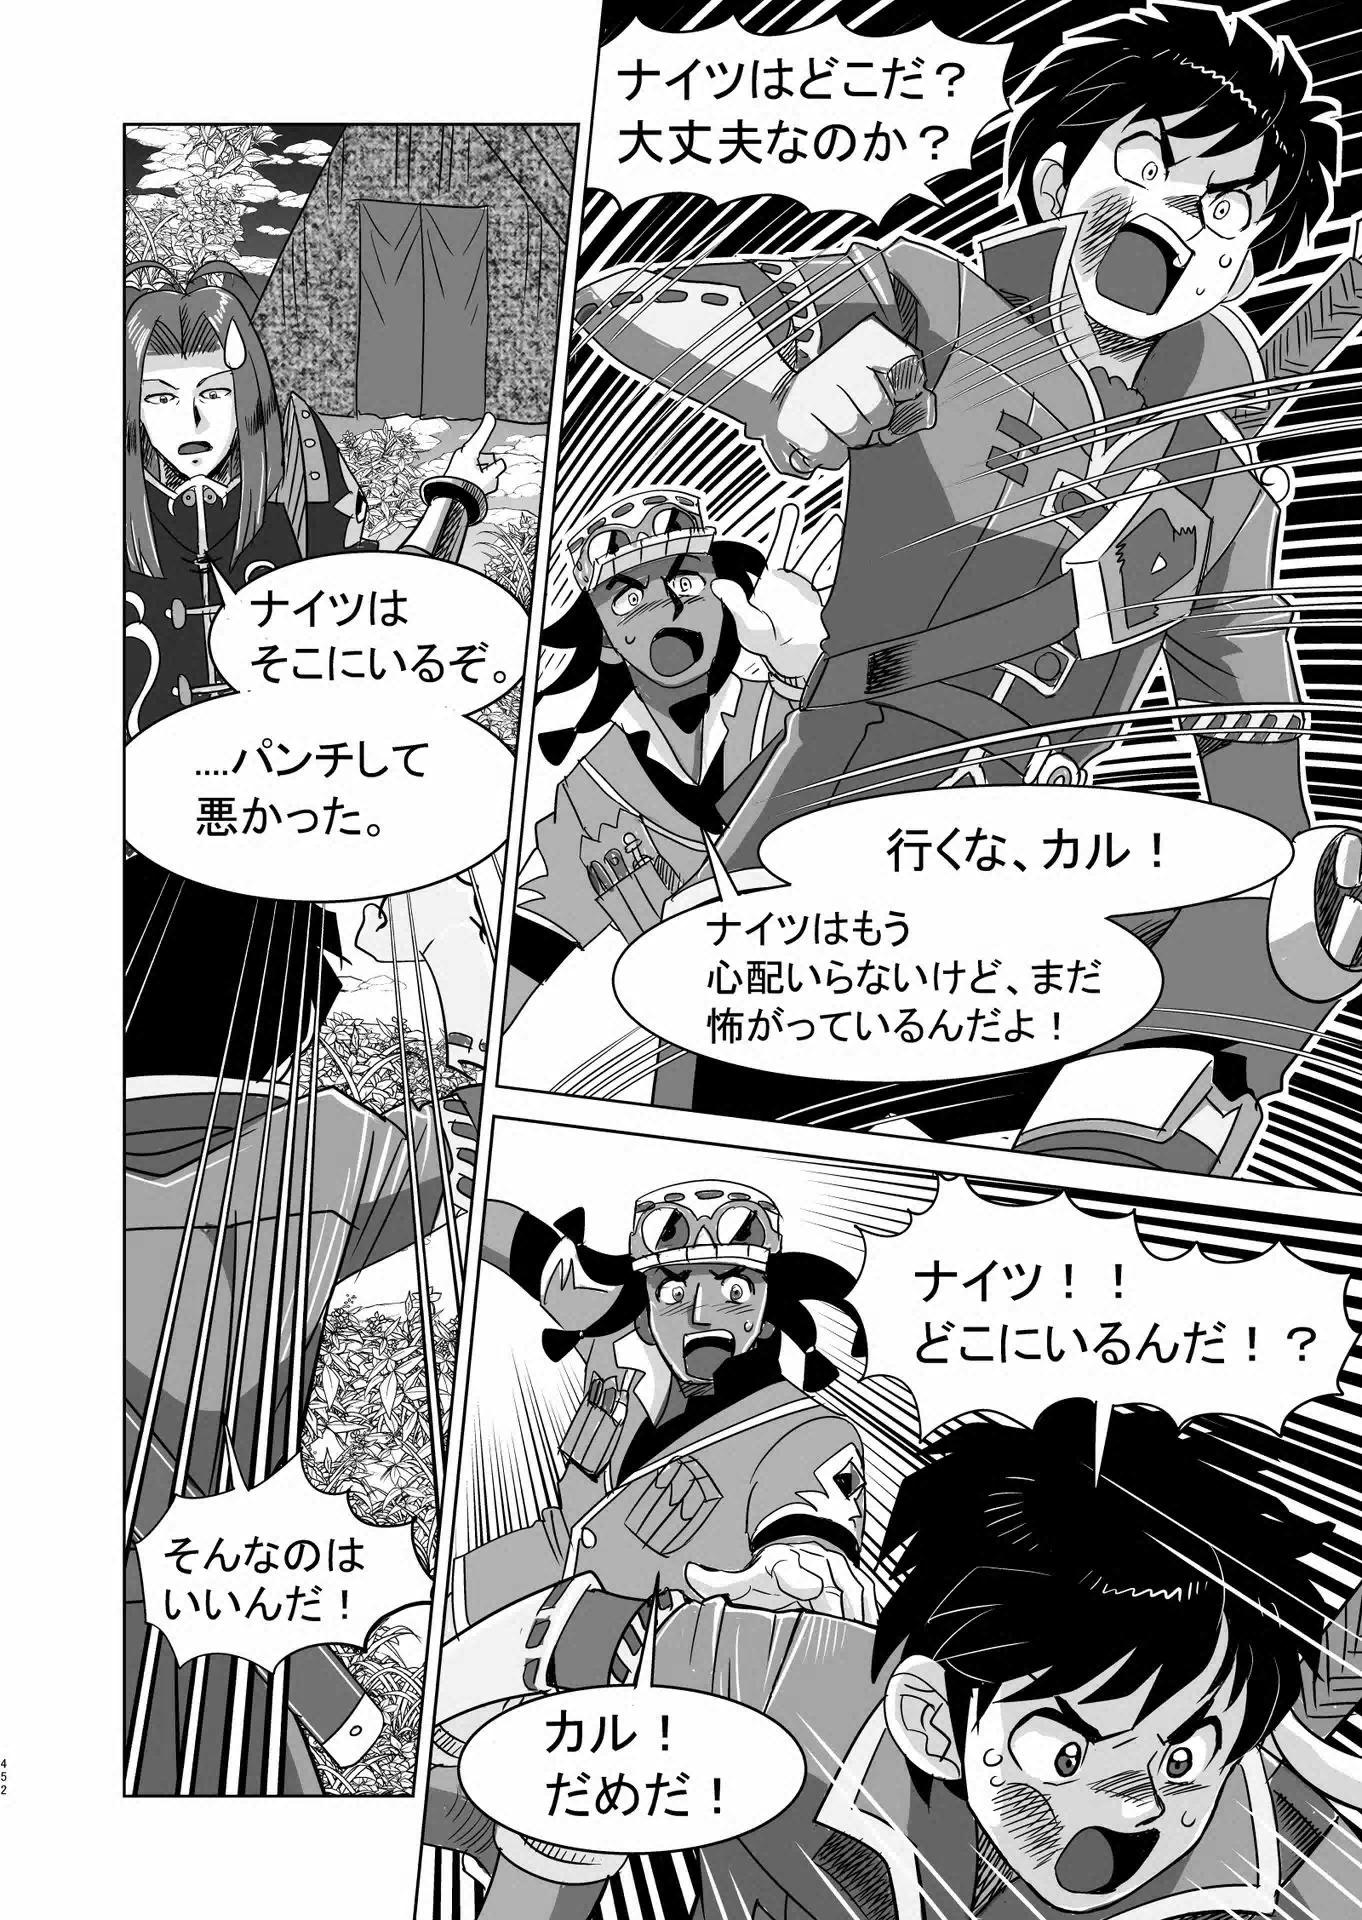 ナイツはどこだ?
大丈夫なのか?
行くな、カル!
ナイツはもう
心配いらないけど、まだ
怖がっているんだよ!
ナイツ!!
どこにいるんだ!?
カル!
だめだ!
ナイツは
そこにいるぞ。
....パンチして
悪かった。
そんなのは
いいんだ!
452